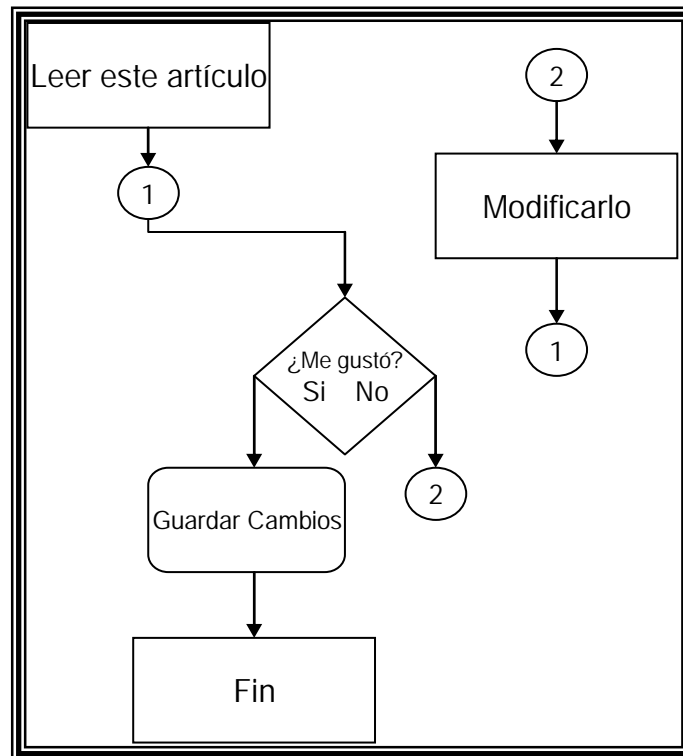 Leer este artículo
1
¿Me gustó?
Si No
Guardar Cambios
Fin
2
2
Modificarlo
1